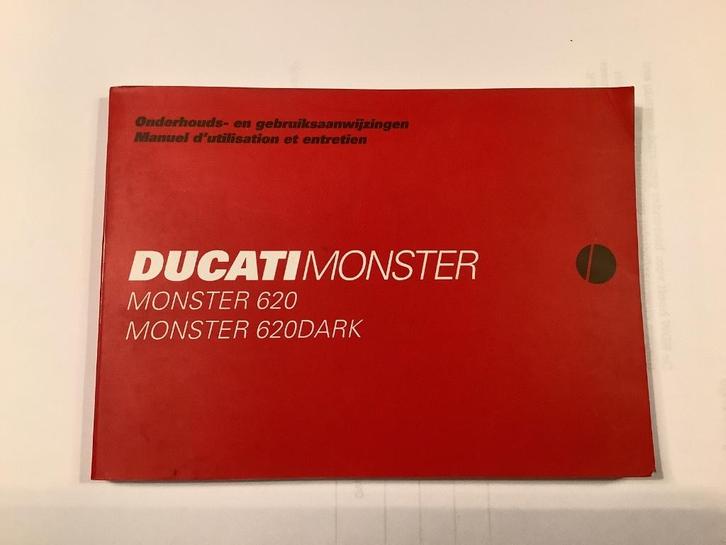 Onderhouds- en gebruiksaanwijzingen
Manuel d'utilisation et entretien
DUCATIMONSTER
MONSTER 620
MONSTER 620DARK